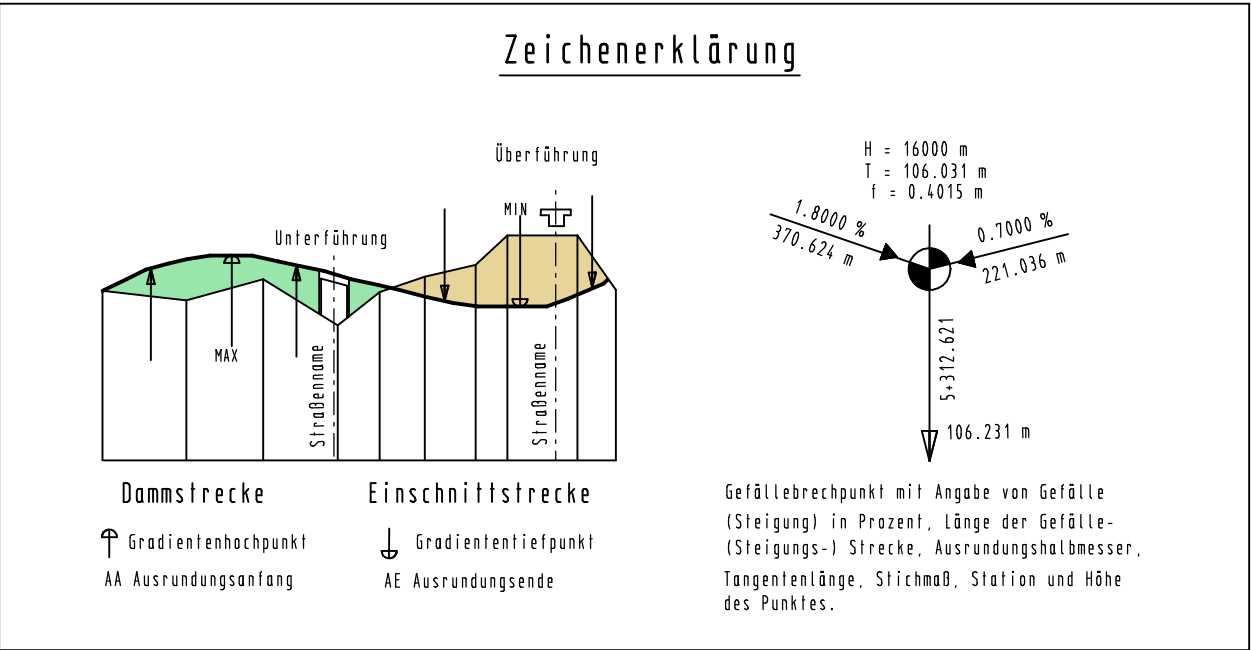 Zeichenerklärung
Überführung
MIN
Unterführung
MAX
Straßenname
Straßenname
Dammstrecke
Einschnittstrecke
Gradientenhochpunkt
Gradiententiefpunkt
AA Ausrundungsanfang
AE Ausrundungsende
H = 16000 m
T = 106.031 m
f = 0.4015 m
1.8000 %
370.624 m
0.7000 %
221.036 m
5+312.621
106.231 m
Gefällebrechpunkt mit Angabe von Gefälle
(Steigung) in Prozent, Länge der Gefälle-
(Steigungs-) Strecke, Ausrundungshalbmesser,
Tangentenlänge, Stichmaß, Station und Höhe
des Punktes.